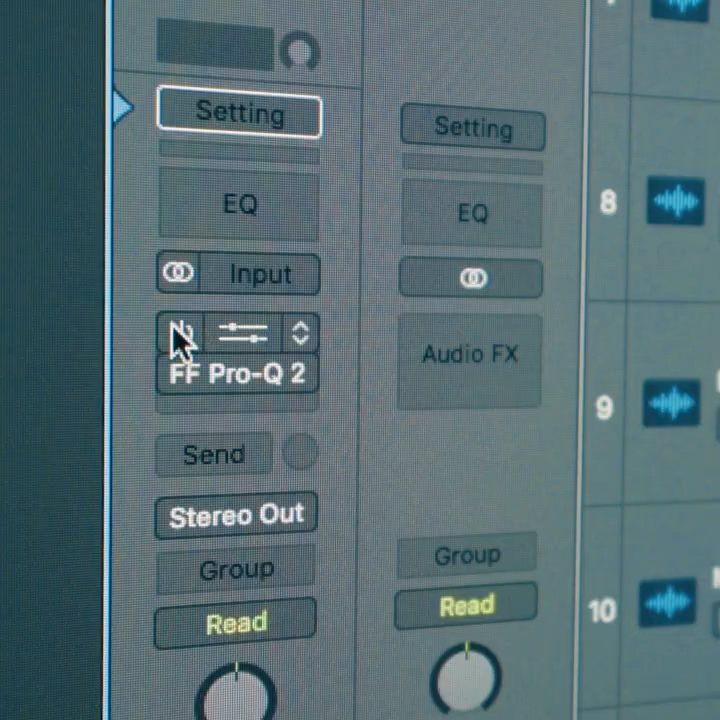 Setting
EQ
Input
FF Pro-Q 2
Send
Stereo Out
Group
Read
Setting
EQ
Audio FX
Group
Read
8
9
10